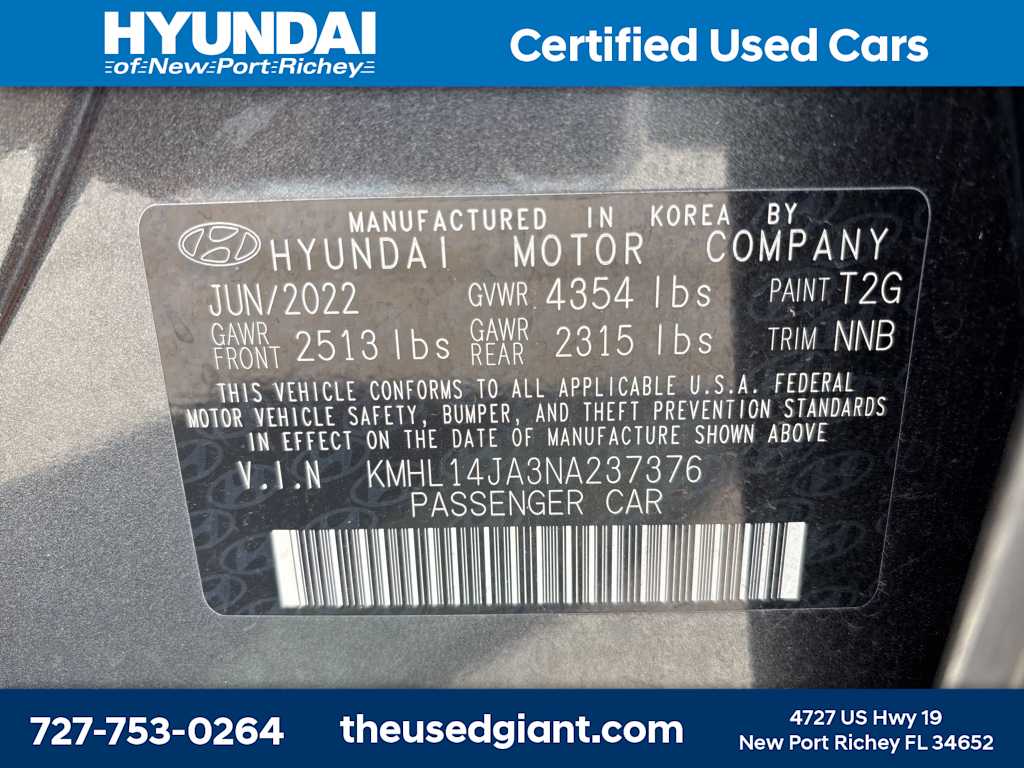 HYUNDAI
of New Port Richey
Certified Used Cars
MANUFACTURED IN KOREA BY
HYUNDAI MOTOR COMPANY
JUN/2022 GVWR 4354 lbs PAINT T2G
GAWR FRONT 2513 lbs GAWR REAR 2315 lbs TRIM NNB
THIS VEHICLE CONFORMS TO ALL APPLICABLE U.S.A. FEDERAL
MOTOR VEHICLE SAFETY, BUMPER, AND THEFT PREVENTION STANDARDS
IN EFFECT ON THE DATE OF MANUFACTURE SHOWN ABOVE
V.I.N KMHL14JA3NA237376
PASSENGER CAR
727-753-0264
theusedgiant.com
4727 US Hwy 19
New Port Richey FL 34652